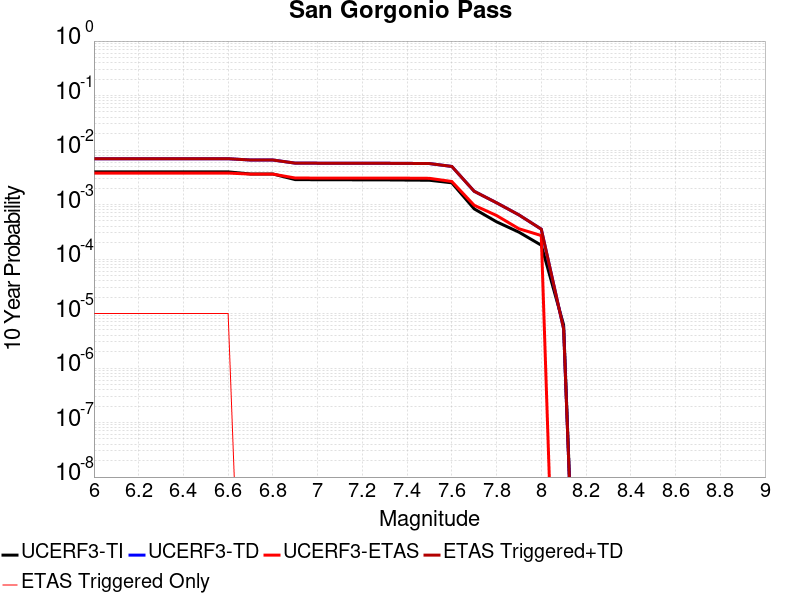 San Gorgonio Pass
10^0
10^-1
10^-2
10^-3
10^-4
10^-5
10^-6
10^-7
10^-8
10 Year Probability
6 6.2 6.4 6.6 6.8 7 7.2 7.4 7.6 7.8 8 8.2 8.4 8.6 8.8 9
Magnitude
UCERF3-TI UCERF3-TD UCERF3-ETAS ETAS Triggered+TD
ETAS Triggered Only